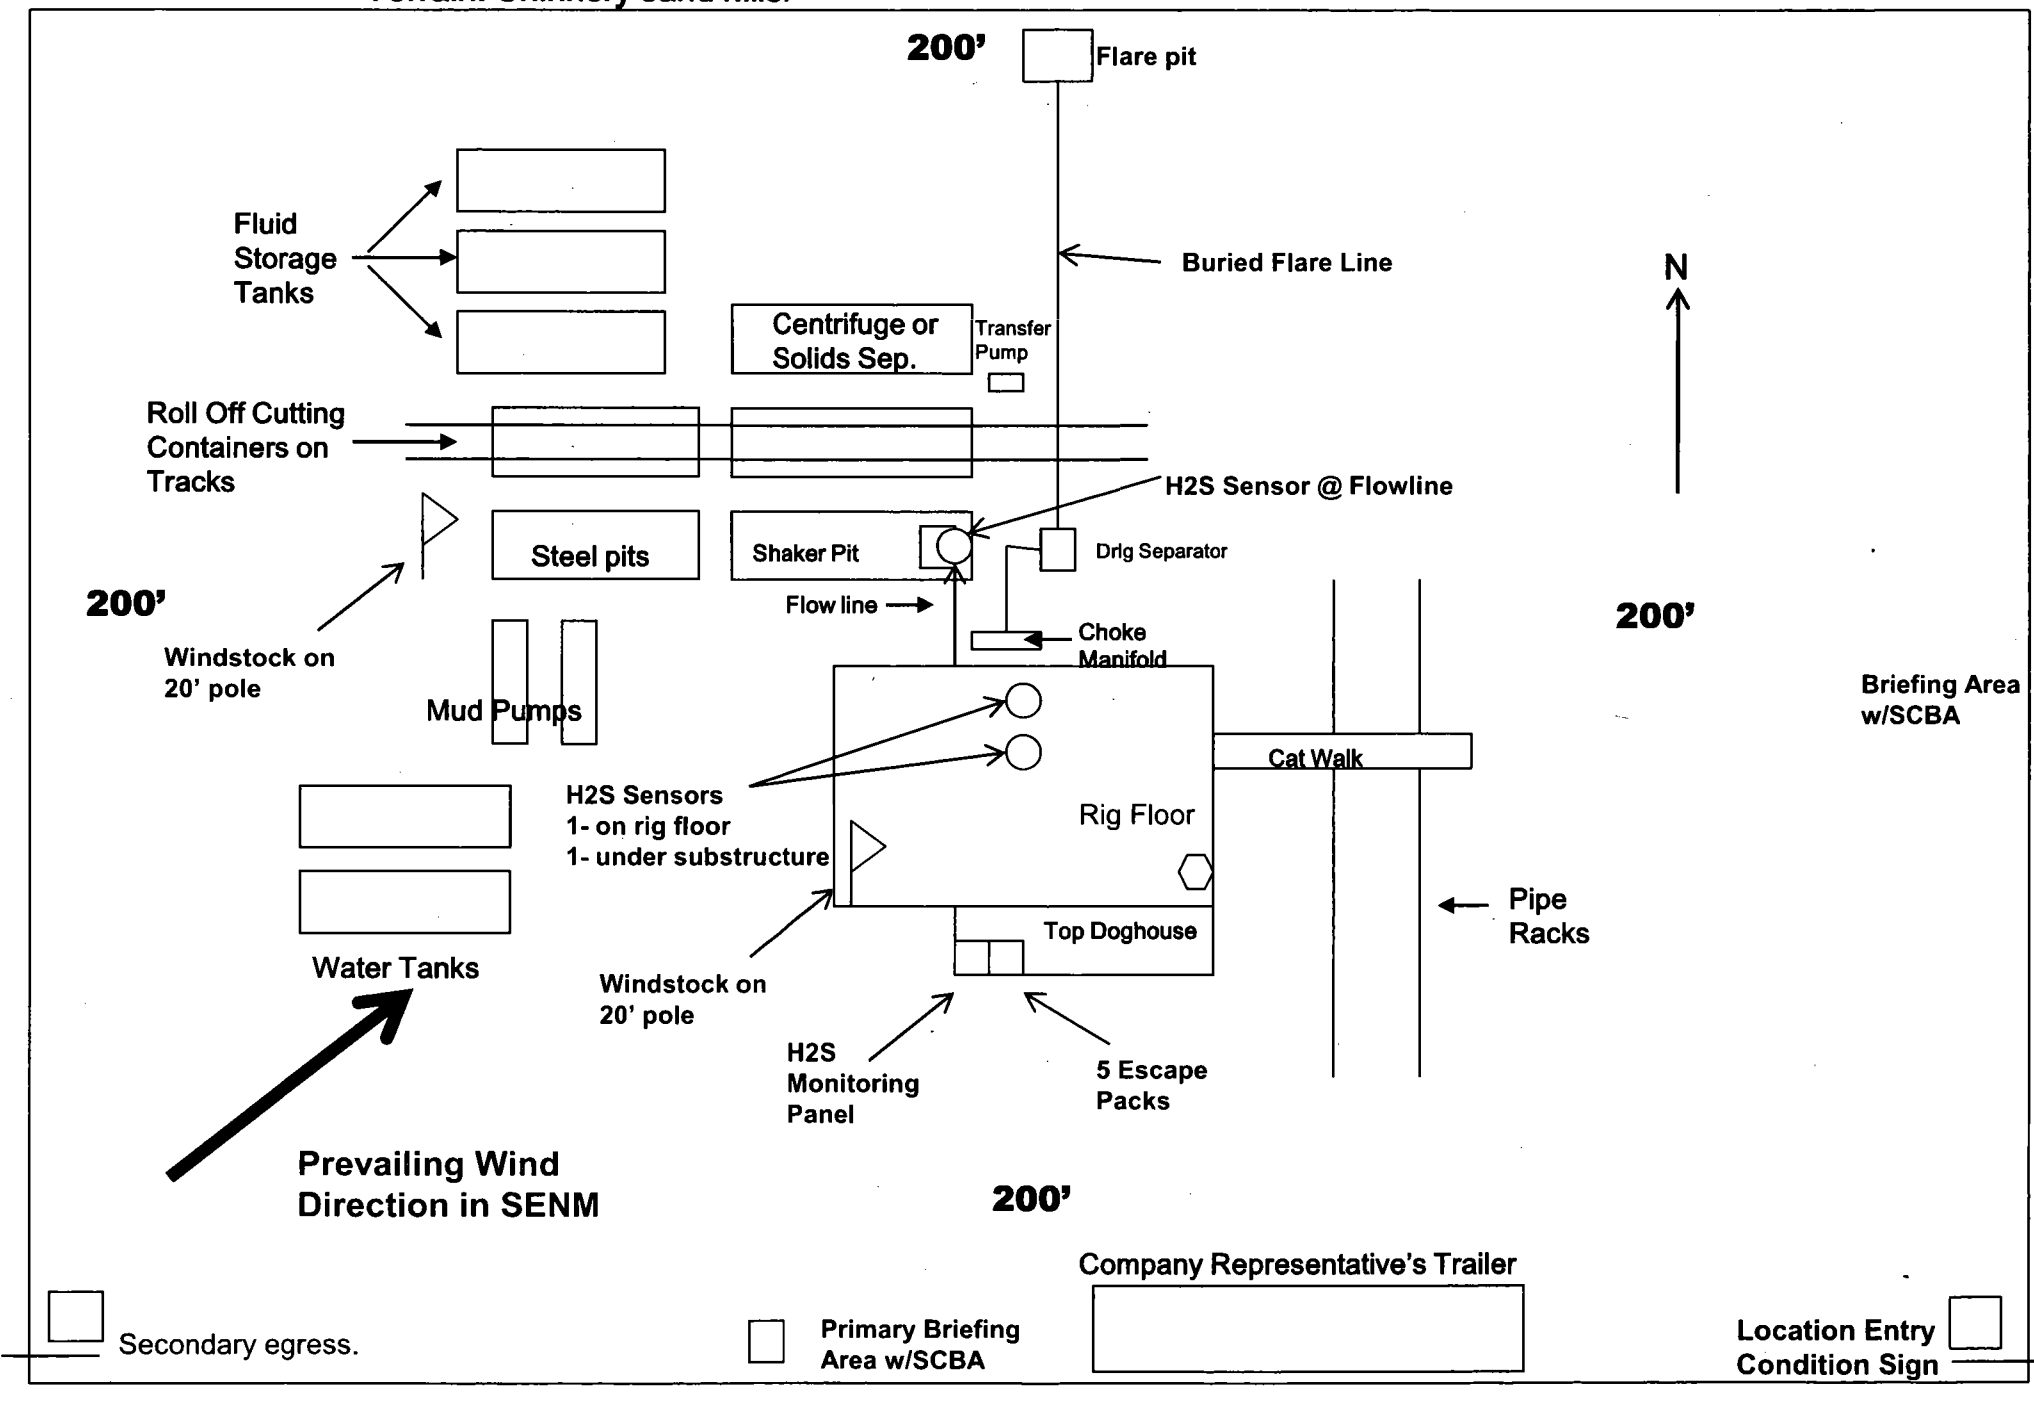 200’
Flare pit
Fluid
Storage
Tanks
Buried Flare Line
N
Centrifuge or
Solids Sep.
Transfer
Pump
Roll Off Cutting
Containers on
Tracks
H2S Sensor @ Flowline
Steel pits
Shaker Pit
Drlg Separator
200’
Flow line
200’
Choke
Manifold
Windstock on
20’ pole
Briefing Area
w/SCBA
Mud Pumps
Cat Walk
H2S Sensors
1- on rig floor
1- under substructure
Rig Floor
Pipe
Racks
Top Doghouse
Water Tanks
Windstock on
20’ pole
H2S
Monitoring
Panel
5 Escape
Packs
Prevailing Wind
Direction in SENM
200’
Company Representative’s Trailer
Secondary egress.
Primary Briefing
Area w/SCBA
Location Entry
Condition Sign